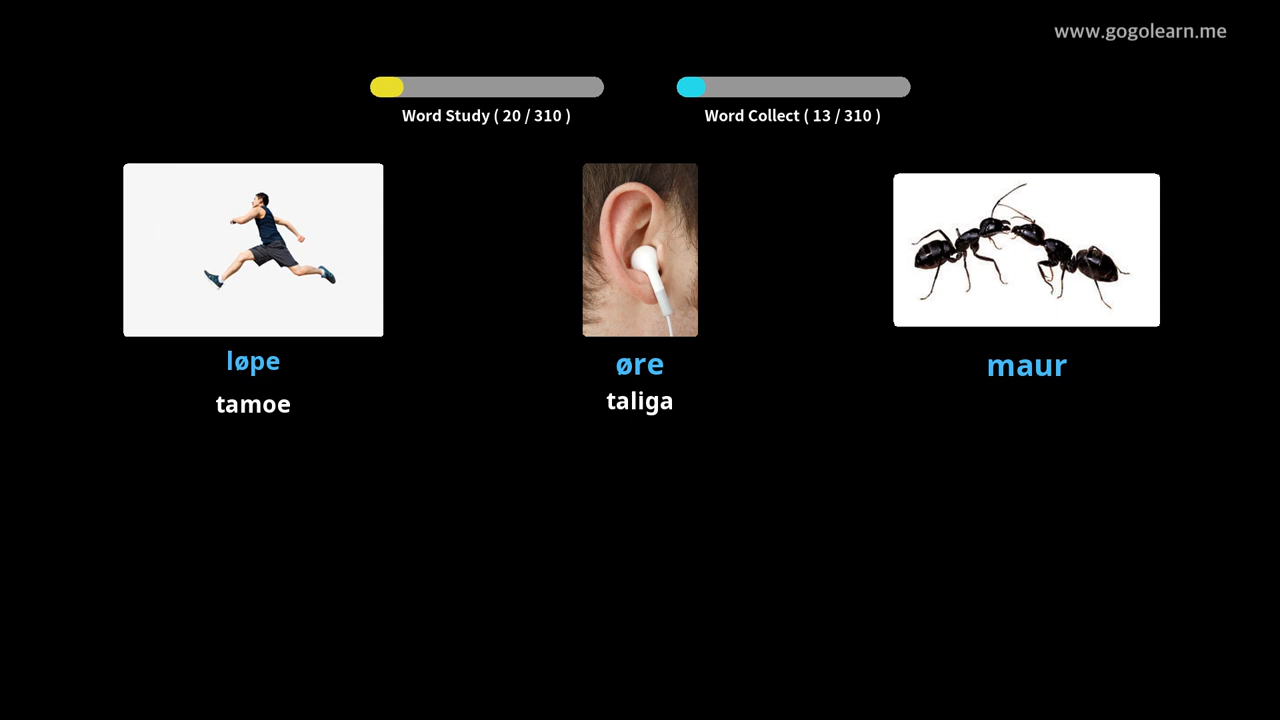 www.gogolearn.me
Word Study ( 20 / 310 )
Word Collect ( 13 / 310 )
løpe
tamoe
øre
taliga
maur